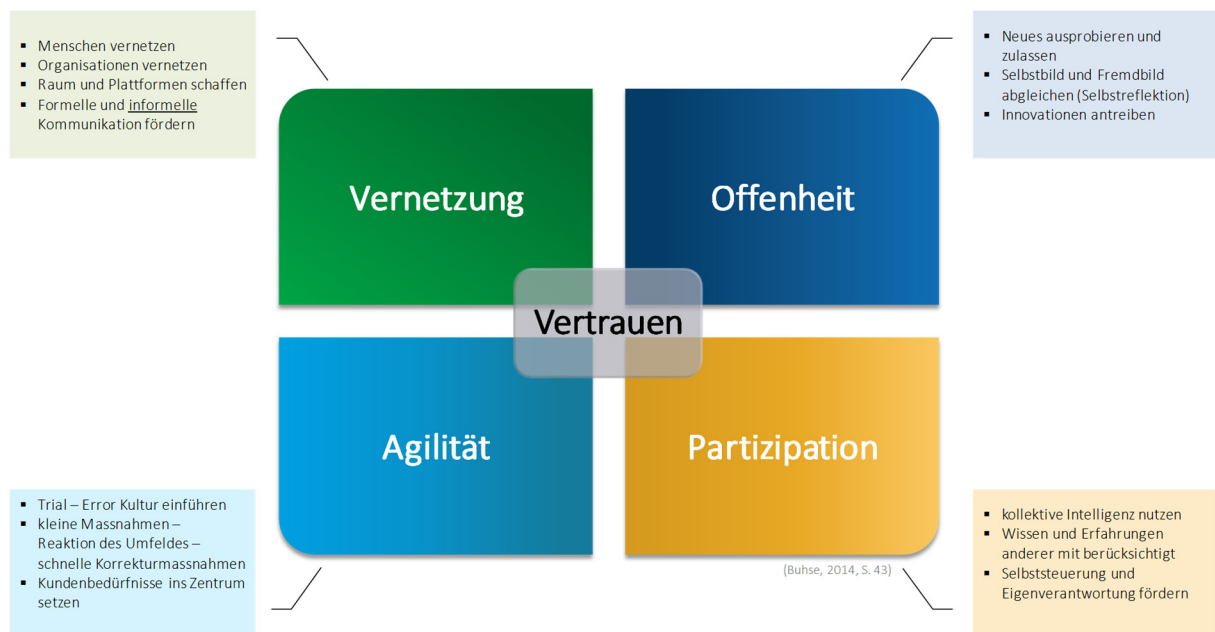 ▪ Menschen vernetzen
▪ Organisationen vernetzen
▪ Raum und Plattformen schaffen
▪ Formelle und informelle
Kommunikation fördern
▪ Neues ausprobieren und
zulassen
▪ Selbstbild und Fremdbild
abgleichen (Selbstreflektion)
▪ Innovationen antreiben
Vernetzung
Offenheit
Vertrauen
Agilität
Partizipation
▪ Trial – Error Kultur einführen
▪ kleine Massnahmen –
Reaktion des Umfeldes –
schnelle Korrekturmassnahmen
▪ Kundenbedürfnisse ins Zentrum
setzen
▪ kollektive Intelligenz nutzen
▪ Wissen und Erfahrungen
anderer mit berücksichtigt
▪ Selbststeuerung und
Eigenverantwortung fördern
(Buhse, 2014, S. 43)